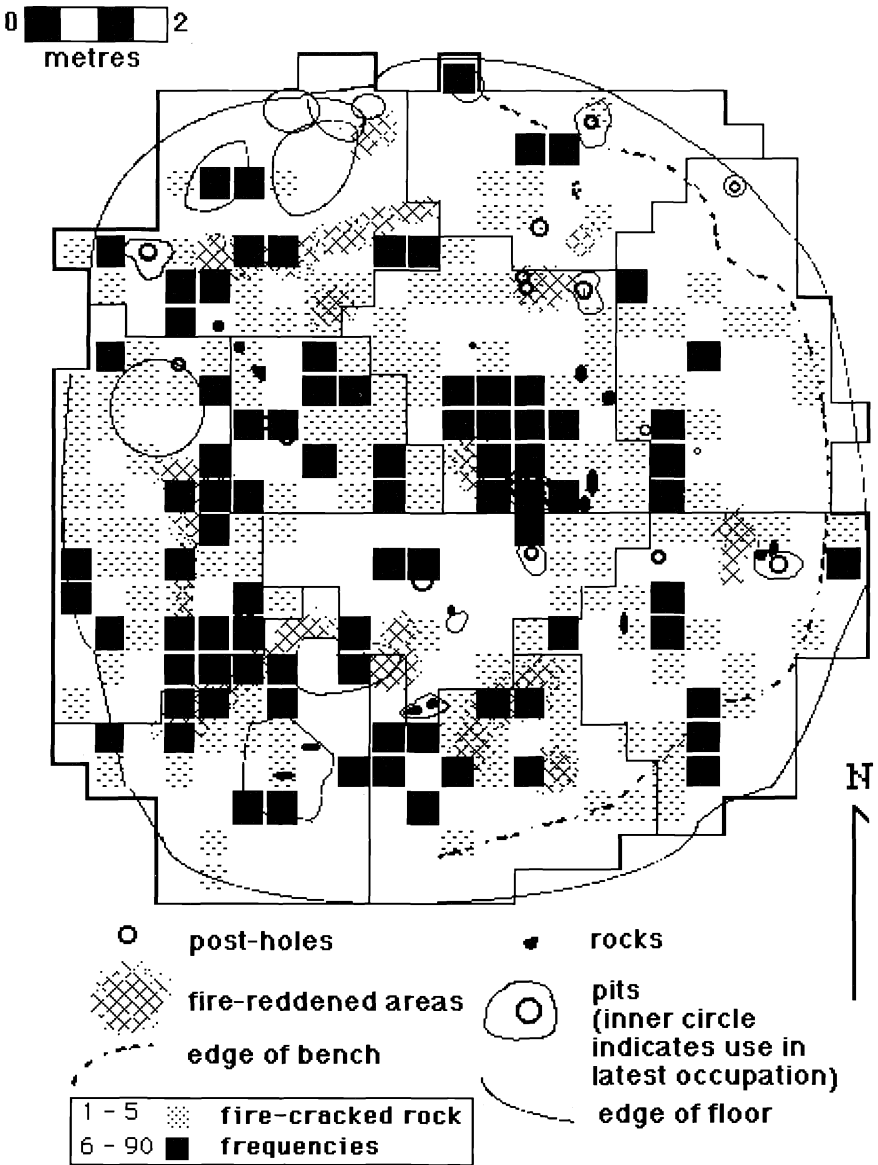 0 2
metres
N
post-holes
rocks
fire-reddened areas
pits
(inner circle
indicates use in
latest occupation)
edge of bench
edge of floor
1 - 5 fire-cracked rock
6 - 90 frequencies